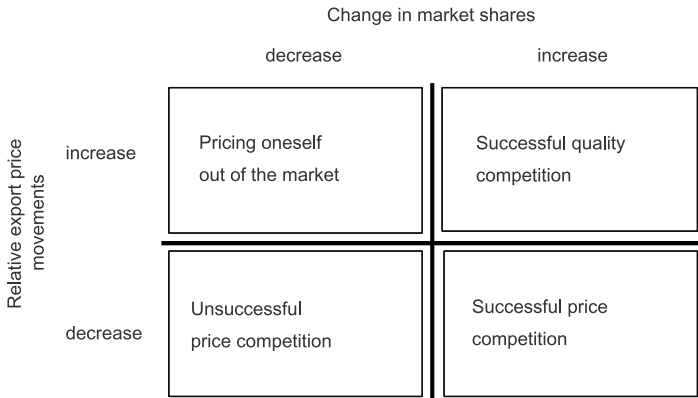 Change in market shares
decrease
increase
Relative export price
movements
increase
Pricing oneself
out of the market
Successful quality
competition
decrease
Unsuccessful
price competition
Successful price
competition